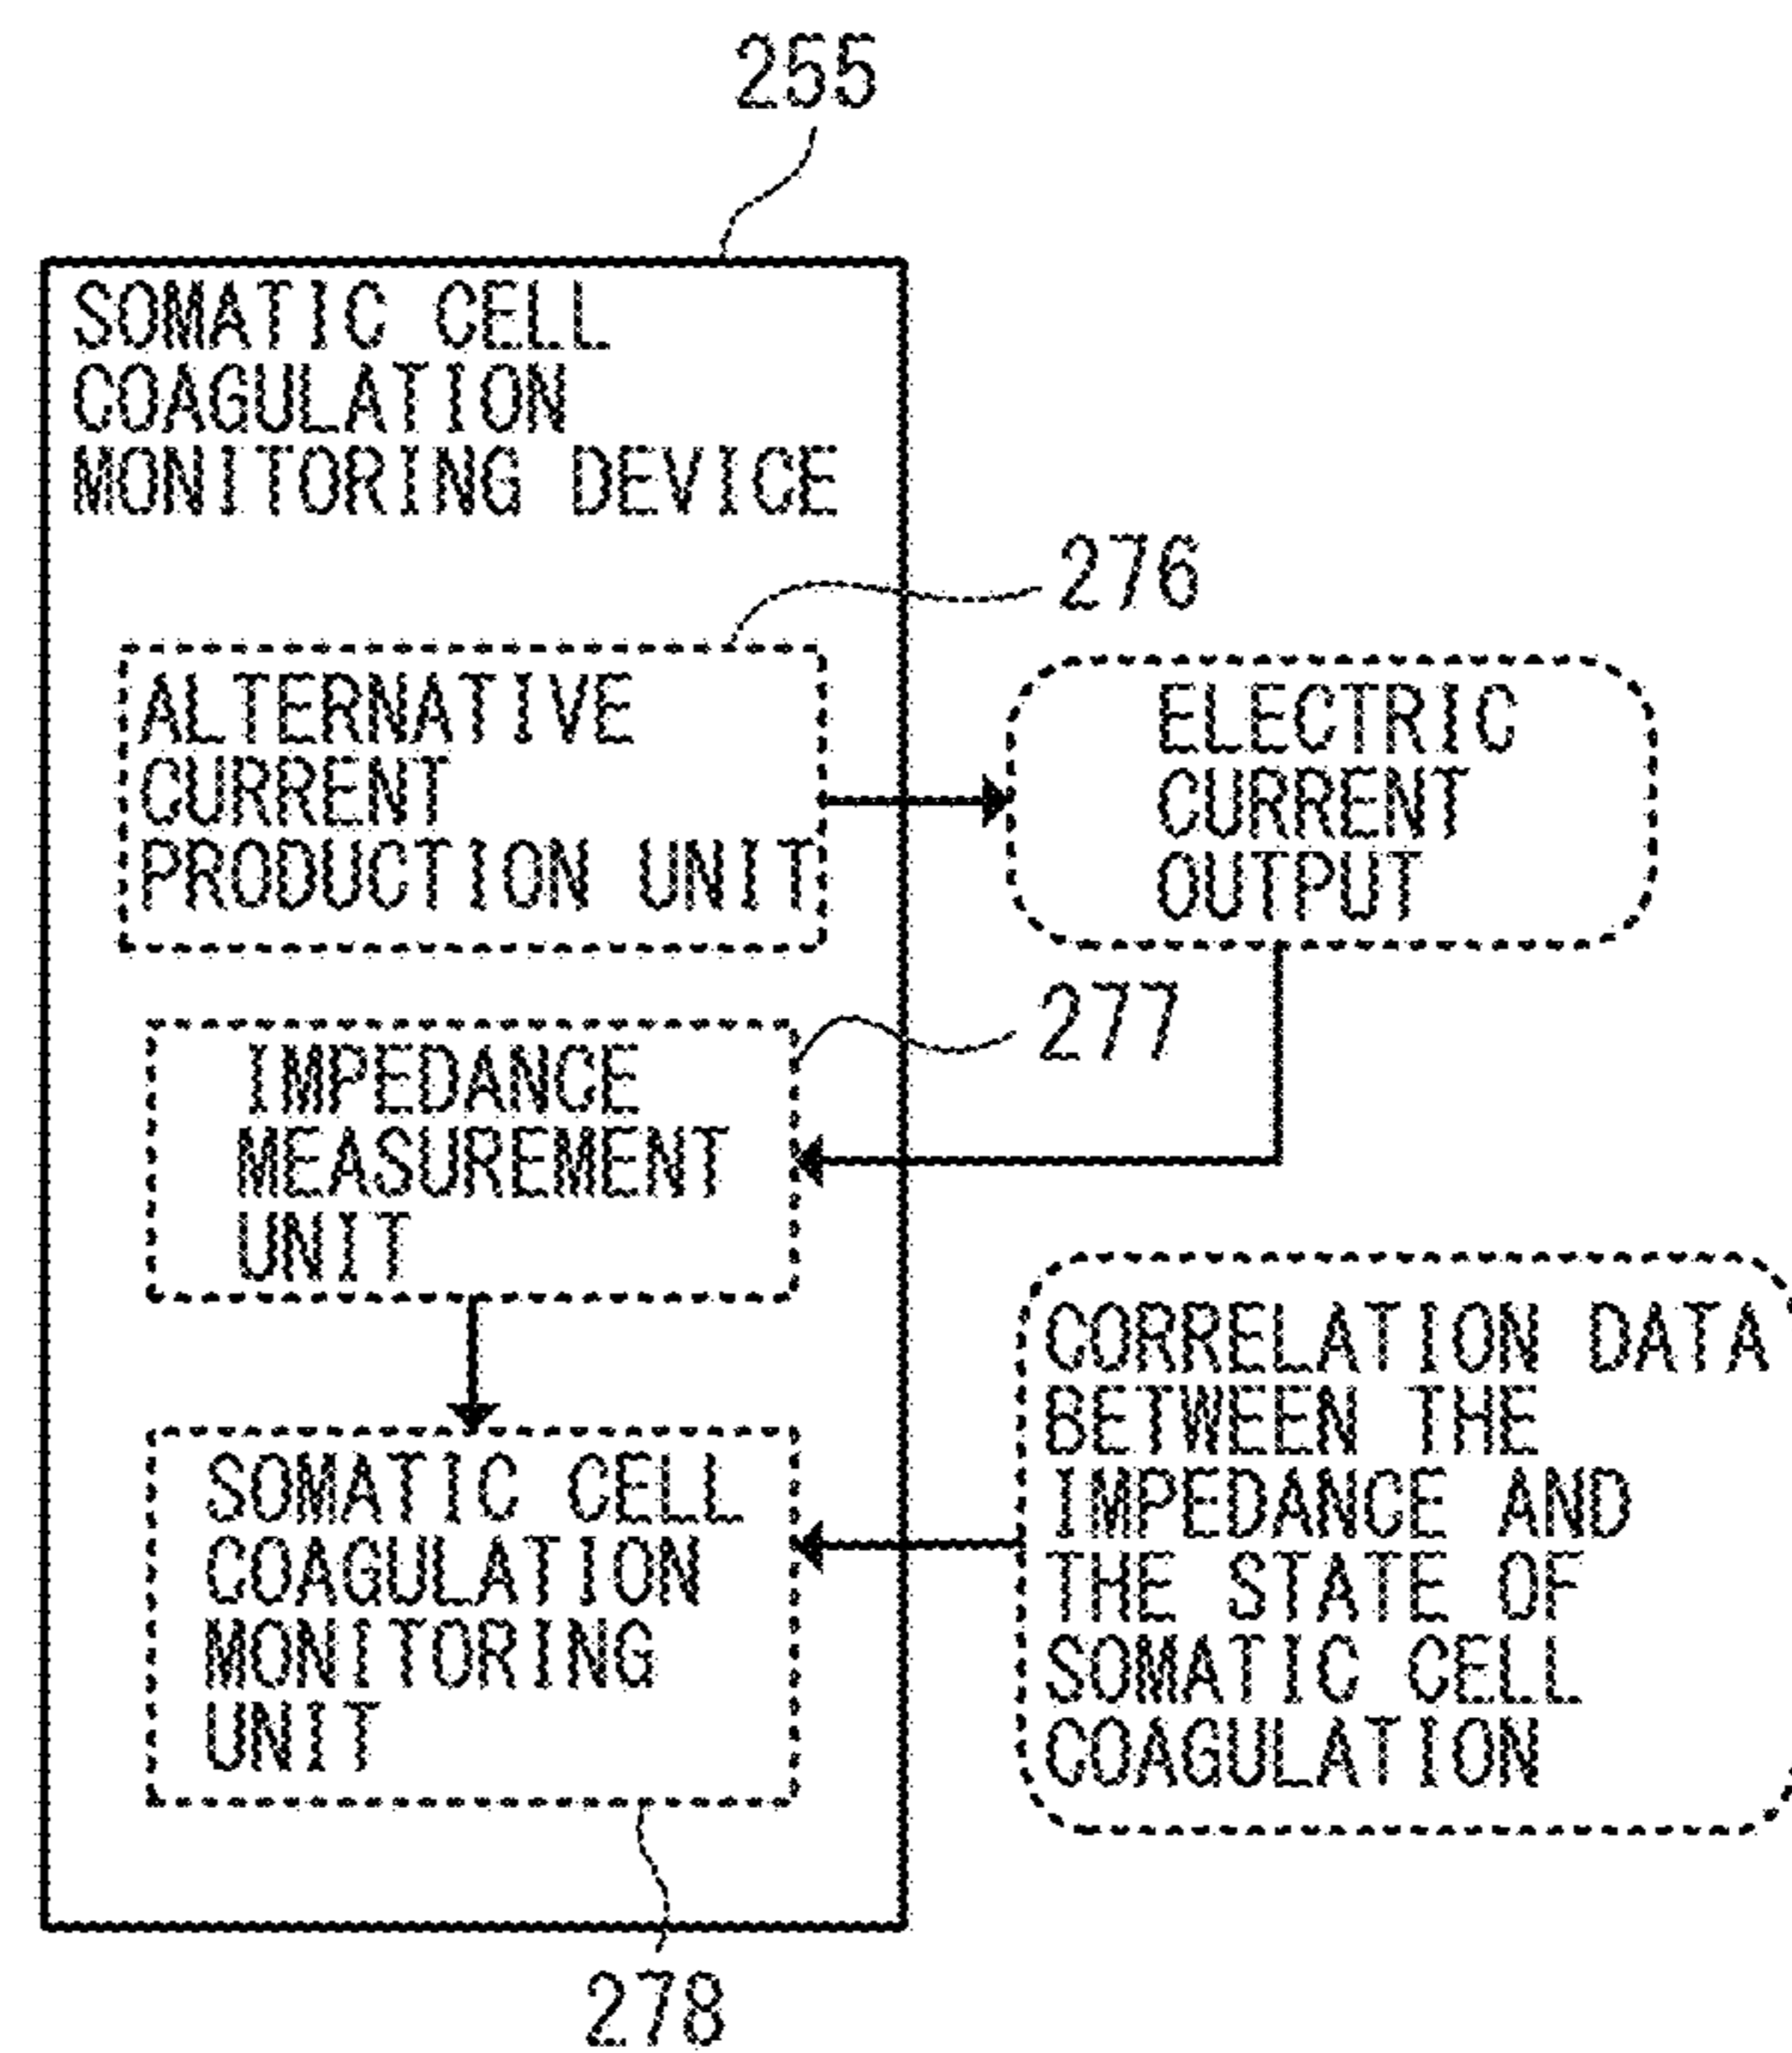 255
SOMATIC CELL
COAGULATION
MONITORING DEVICE
276
ALTERNATIVE
CURRENT
PRODUCTION UNIT
ELECTRIC
CURRENT
OUTPUT
277
IMPEDANCE
MEASUREMENT
UNIT
CORRELATION DATA
BETWEEN THE
IMPEDANCE AND
THE STATE OF
SOMATIC CELL
COAGULATION
SOMATIC CELL
COAGULATION
MONITORING
UNIT
278